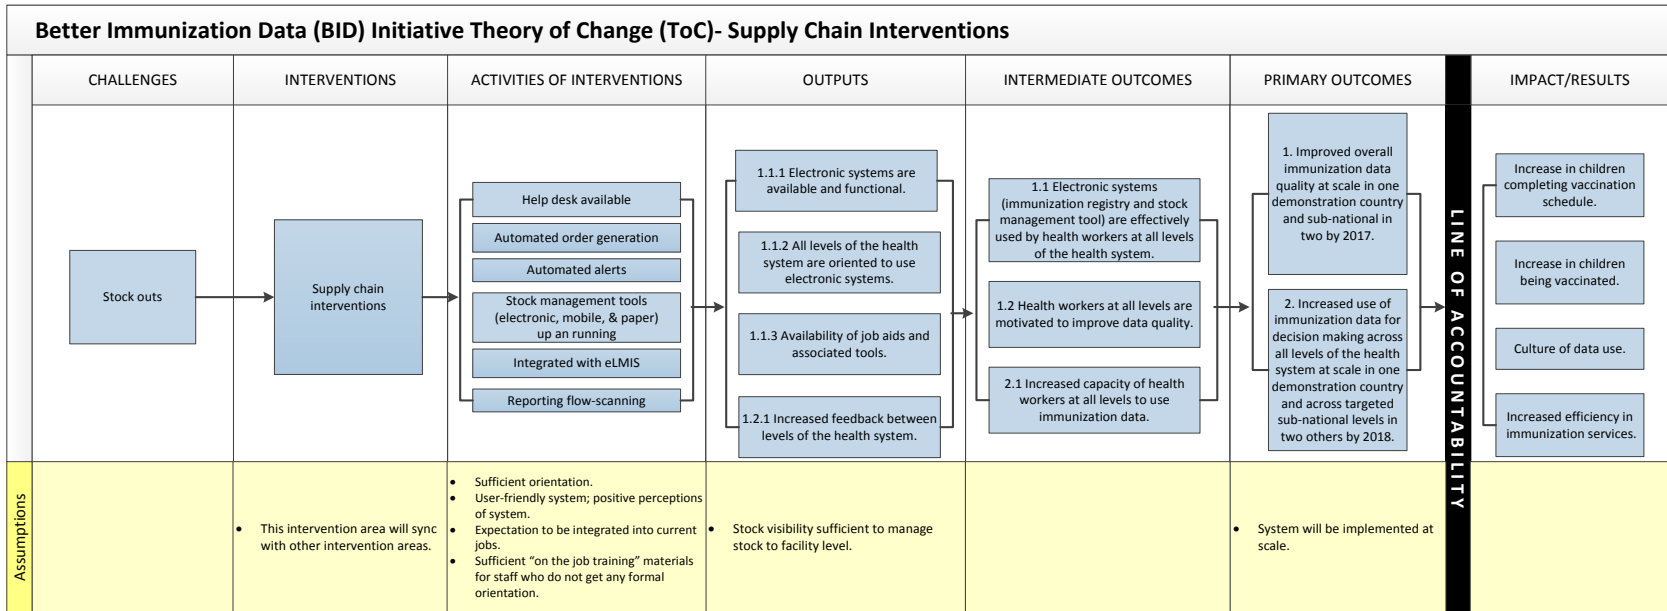 Better Immunization Data (BID) Initiative Theory of Change (ToC)- Supply Chain Interventions
CHALLENGES
INTERVENTIONS
ACTIVITIES OF INTERVENTIONS
OUTPUTS
INTERMEDIATE OUTCOMES
PRIMARY OUTCOMES
IMPACT/RESULTS
Stock outs
Supply chain
interventions
Help desk available
Automated order generation
Automated alerts
Stock management tools
(electronic, mobile, & paper)
up an running
Integrated with eLMIS
Reporting flow-scanning
1.1.1 Electronic systems are
available and functional.
1.1.2 All levels of the health
system are oriented to use
electronic systems.
1.1.3 Availability of job aids and
associated tools.
1.2.1 Increased feedback between
levels of the health system.
1.1 Electronic systems
(immunization registry and stock
management tool) are effectively
used by health workers at all levels
of the health system.
1.2 Health workers at all levels are
motivated to improve data quality.
2.1 Increased capacity of health
workers at all levels to use
immunization data.
1. Improved overall
immunization data
quality at scale in one
demonstration country
and sub-national in
two by 2017.
2. Increased use of
immunization data for
decision making across
all levels of the health
system at scale in one
demonstration country
and across targeted
sub-national levels in
two others by 2018.
LINE OF ACCOUNTABILITY
Increase in children
completing vaccination
schedule.
Increase in children
being vaccinated.
Culture of data use.
Increased efficiency in
immunization services.
Assumptions
• This intervention area will sync
with other intervention areas.
• Sufficient orientation.
• User-friendly system; positive perceptions
of system.
• Expectation to be integrated into current
jobs.
• Sufficient “on the job training” materials
for staff who do not get any formal
orientation.
• Stock visibility sufficient to manage
stock to facility level.
• System will be implemented at
scale.